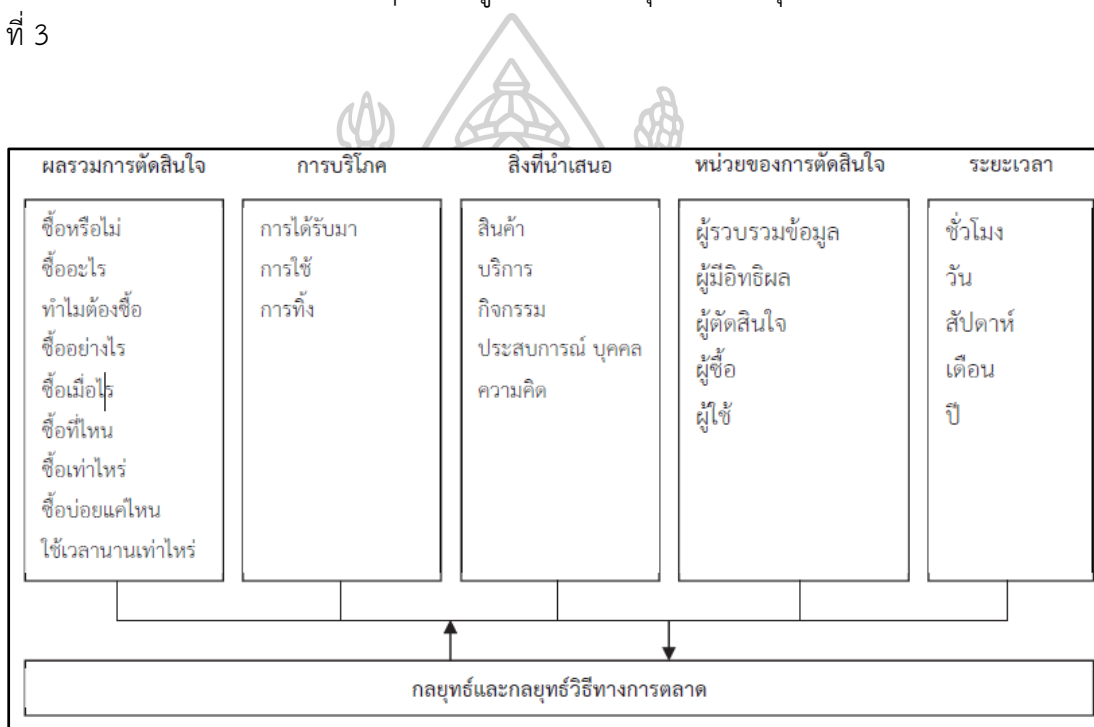 ที่ 3
ผลรวมการตัดสินใจ
ซื้อหรือไม่
ซื้ออะไร
ทำไมต้องซื้อ
ซื้ออย่างไร
ซื้อเมื่อไร
ซื้อที่ไหน
ซื้อเท่าไหร่
ซื้อบ่อยแค่ไหน
ใช้เวลานานเท่าไหร่
การบริโภค
การได้รับมา
การใช้
การทิ้ง
สิ่งที่นำเสนอ
สินค้า
บริการ
กิจกรรม
ประสบการณ์ บุคคล
ความคิด
หน่วยของการตัดสินใจ
ผู้รวบรวมข้อมูล
ผู้มีอิทธิผล
ผู้ตัดสินใจ
ผู้ซื้อ
ผู้ใช้
ระยะเวลา
ชั่วโมง
วัน
สัปดาห์
เดือน
ปี
กลยุทธ์และกลยุทธ์วิธีทางการตลาด